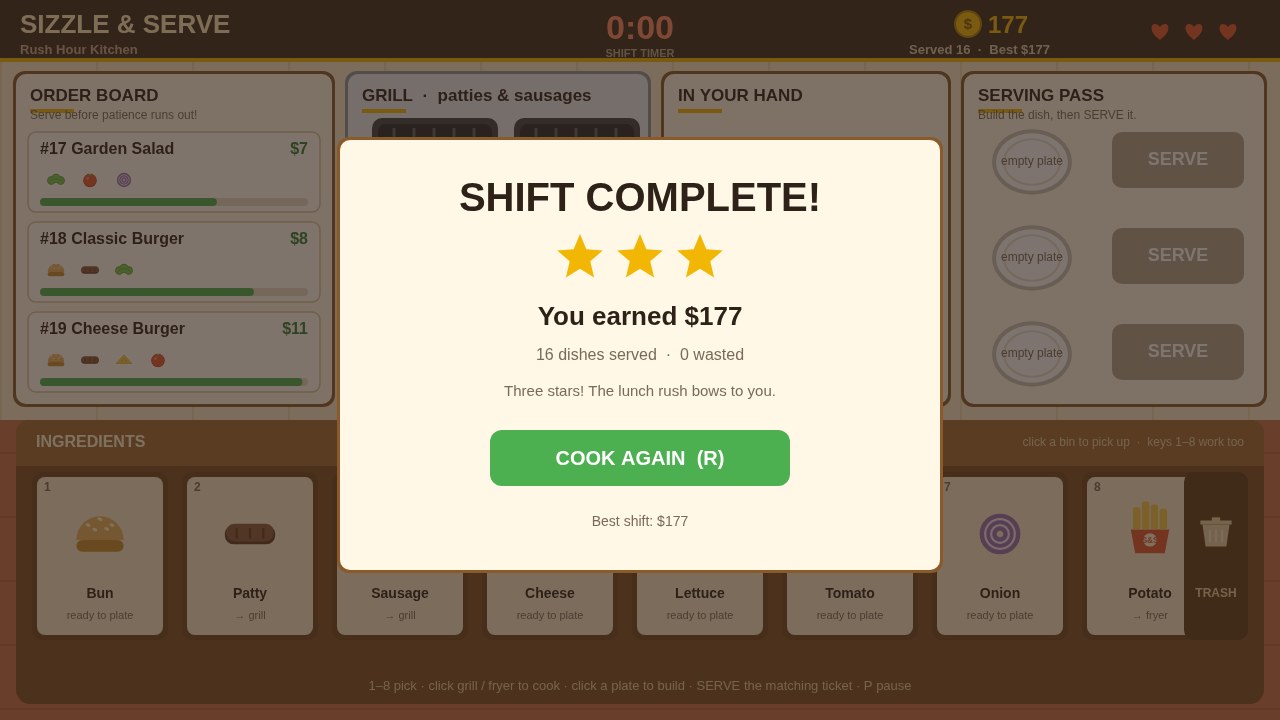 SIZZLE & SERVE
Rush Hour Kitchen
0:00
SHIFT TIMER
$ 177
Served 16 · Best $177
ORDER BOARD
Serve before patience runs out!
#17 Garden Salad $7
#18 Classic Burger $8
#19 Cheese Burger $11
GRILL · patties & sausages
IN YOUR HAND
SERVING PASS
Build the dish, then SERVE it.
empty plate SERVE
empty plate SERVE
empty plate SERVE
SHIFT COMPLETE!
You earned $177
16 dishes served · 0 wasted
Three stars! The lunch rush bows to you.
COOK AGAIN (R)
Best shift: $177
INGREDIENTS
click a bin to pick up · keys 1–8 work too
1
Bun
ready to plate
2
Patty
→ grill
Sausage
→ grill
Cheese
ready to plate
Lettuce
ready to plate
Tomato
ready to plate
7
Onion
ready to plate
8
Potato
→ fryer
TRASH
1–8 pick · click grill / fryer to cook · click a plate to build · SERVE the matching ticket · P pause